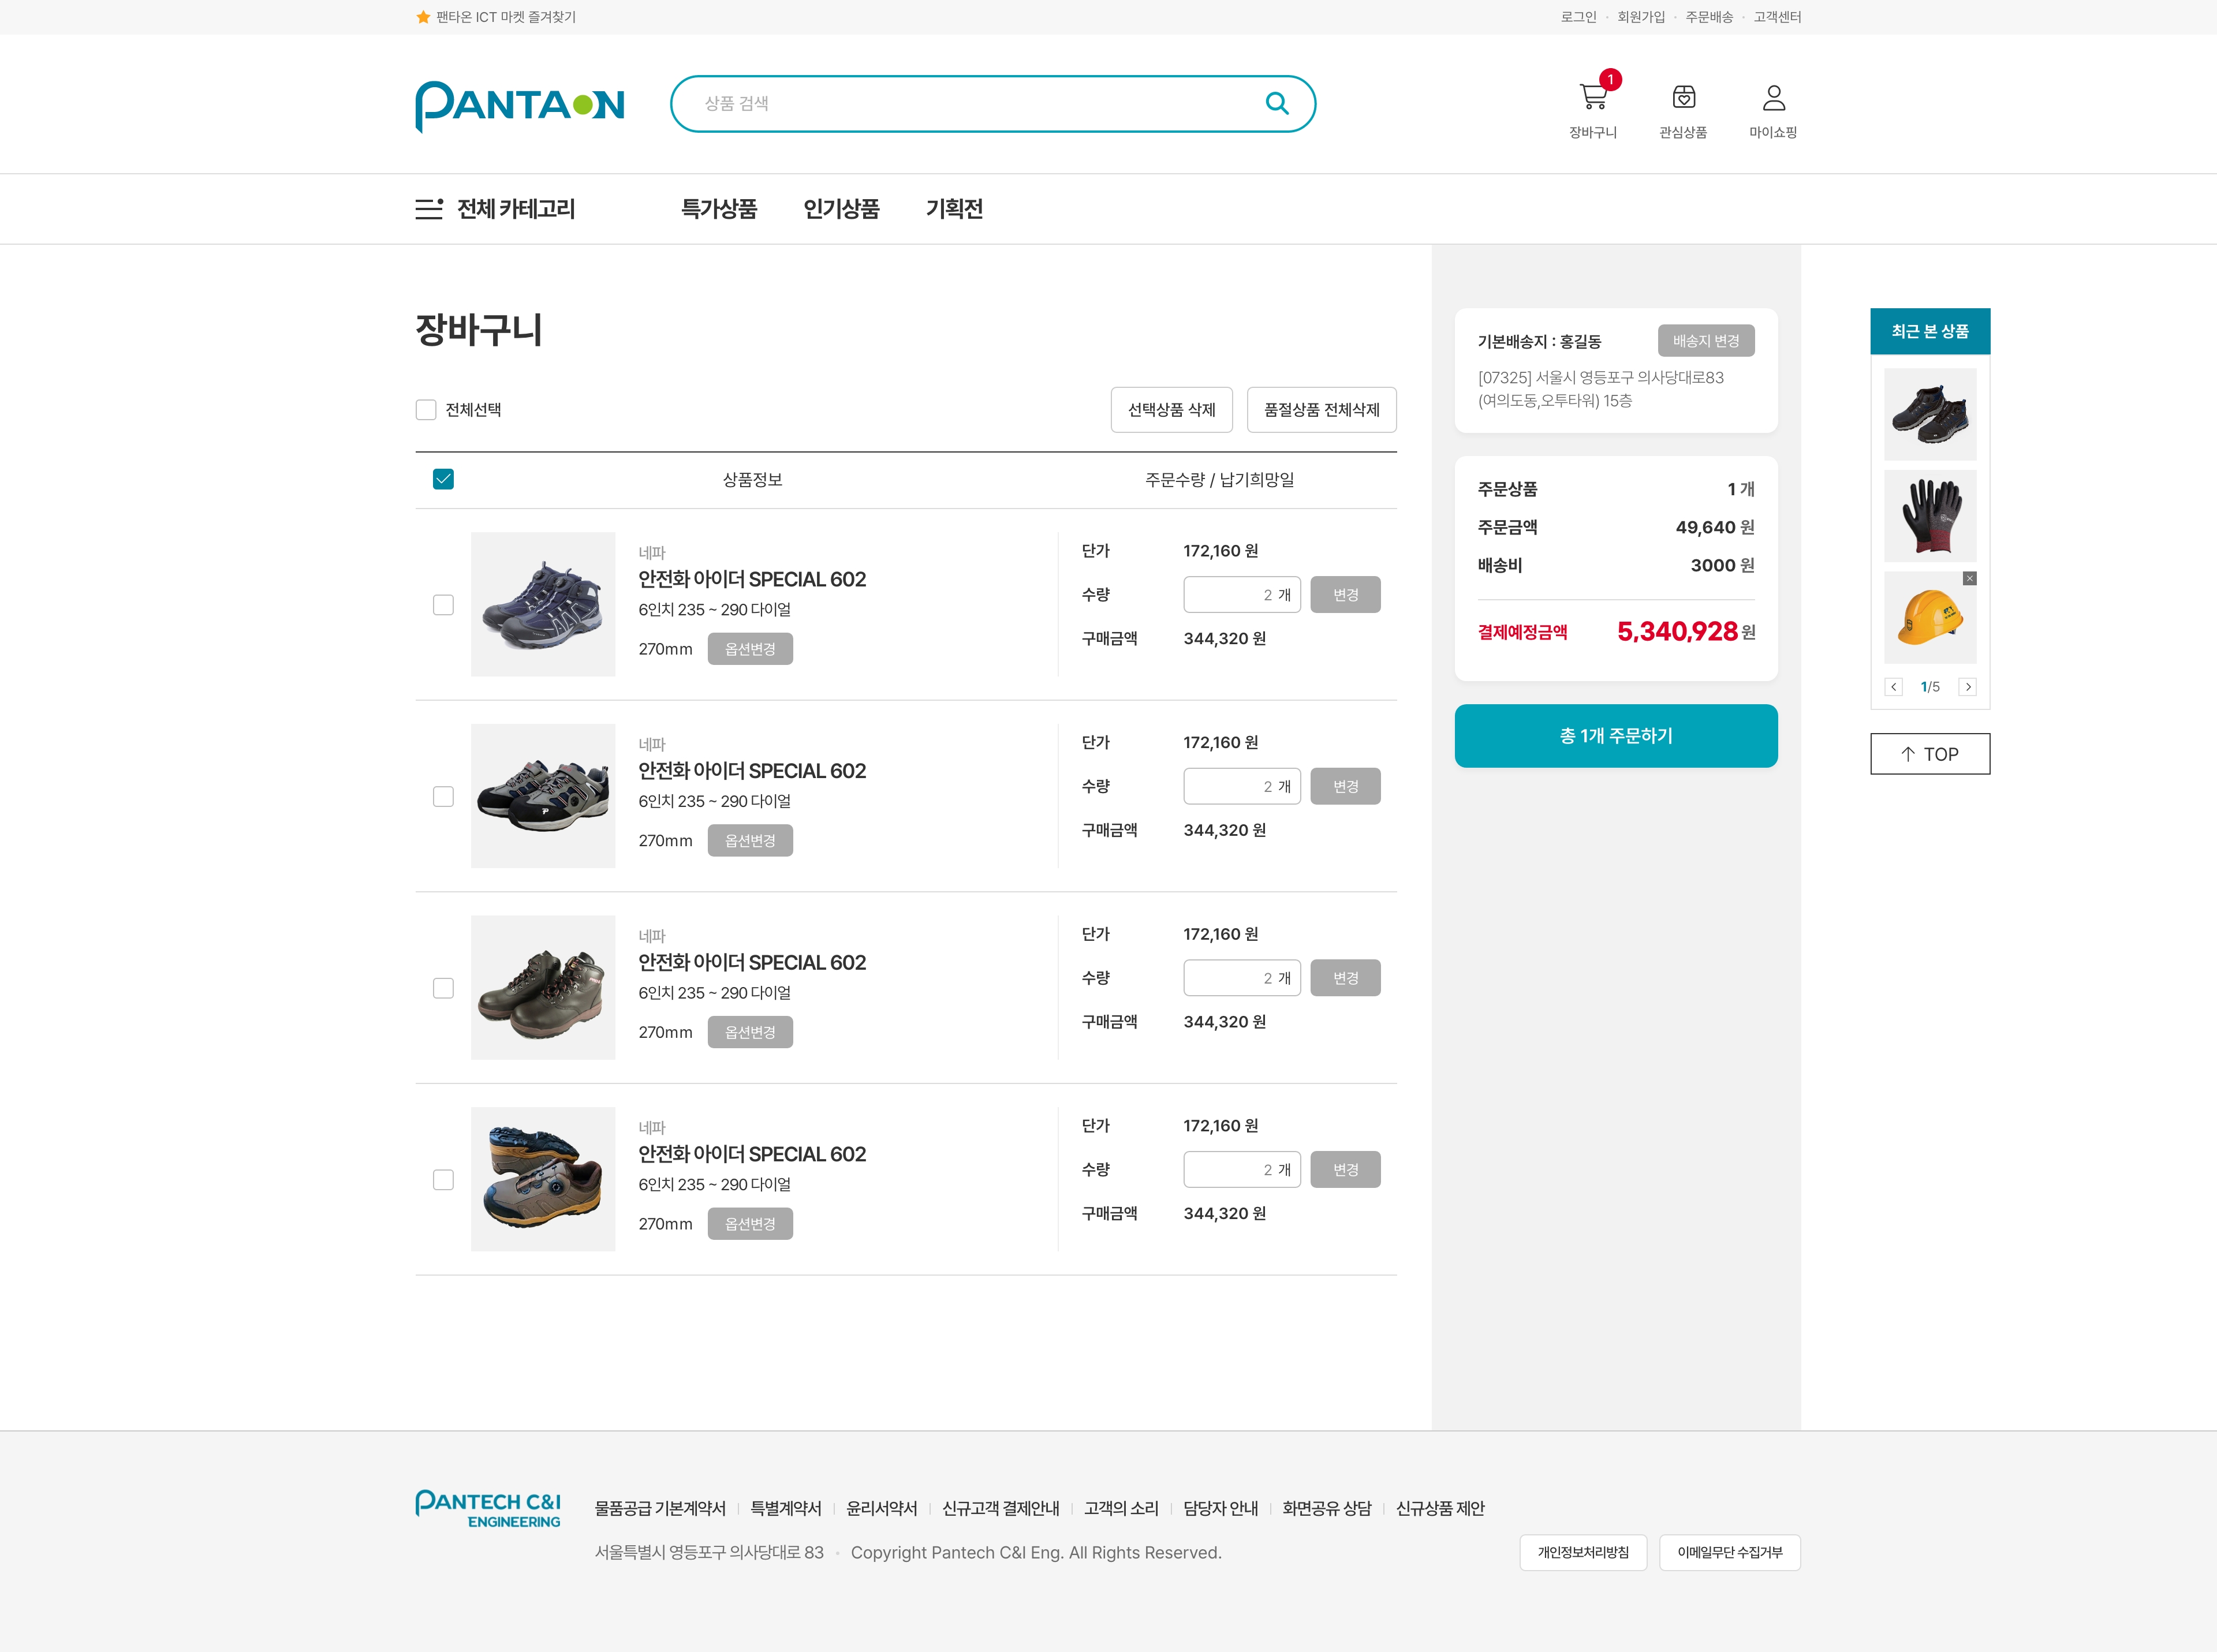 팬타온 ICT 마켓 즐겨찾기
로그인 · 회원가입 · 주문배송 · 고객센터
PANTAON
상품 검색
1
장바구니
관심상품
마이쇼핑
전체 카테고리
특가상품
인기상품
기획전
장바구니
전체선택
선택상품 삭제
품절상품 전체삭제
상품정보
주문수량 / 납기희망일
네파
안전화 아이더 SPECIAL 602
6인치 235 ~ 290 다이얼
270mm 옵션변경
단가 172,160 원
수량 2 개 변경
구매금액 344,320 원
네파
안전화 아이더 SPECIAL 602
6인치 235 ~ 290 다이얼
270mm 옵션변경
단가 172,160 원
수량 2 개 변경
구매금액 344,320 원
네파
안전화 아이더 SPECIAL 602
6인치 235 ~ 290 다이얼
270mm 옵션변경
단가 172,160 원
수량 2 개 변경
구매금액 344,320 원
네파
안전화 아이더 SPECIAL 602
6인치 235 ~ 290 다이얼
270mm 옵션변경
단가 172,160 원
수량 2 개 변경
구매금액 344,320 원
기본배송지 : 홍길동 배송지 변경
[07325] 서울시 영등포구 의사당대로83
(여의도동,오투타워) 15층
주문상품 1 개
주문금액 49,640 원
배송비 3000 원
결제예정금액 5,340,928 원
총 1개 주문하기
최근 본 상품
1/5
TOP
PANTECH C&I
ENGINEERING
물품공급 기본계약서 | 특별계약서 | 윤리서약서 | 신규고객 결제안내 | 고객의 소리 | 담당자 안내 | 화면공유 상담 | 신규상품 제안
서울특별시 영등포구 의사당대로 83 · Copyright Pantech C&I Eng. All Rights Reserved.
개인정보처리방침
이메일무단 수집거부